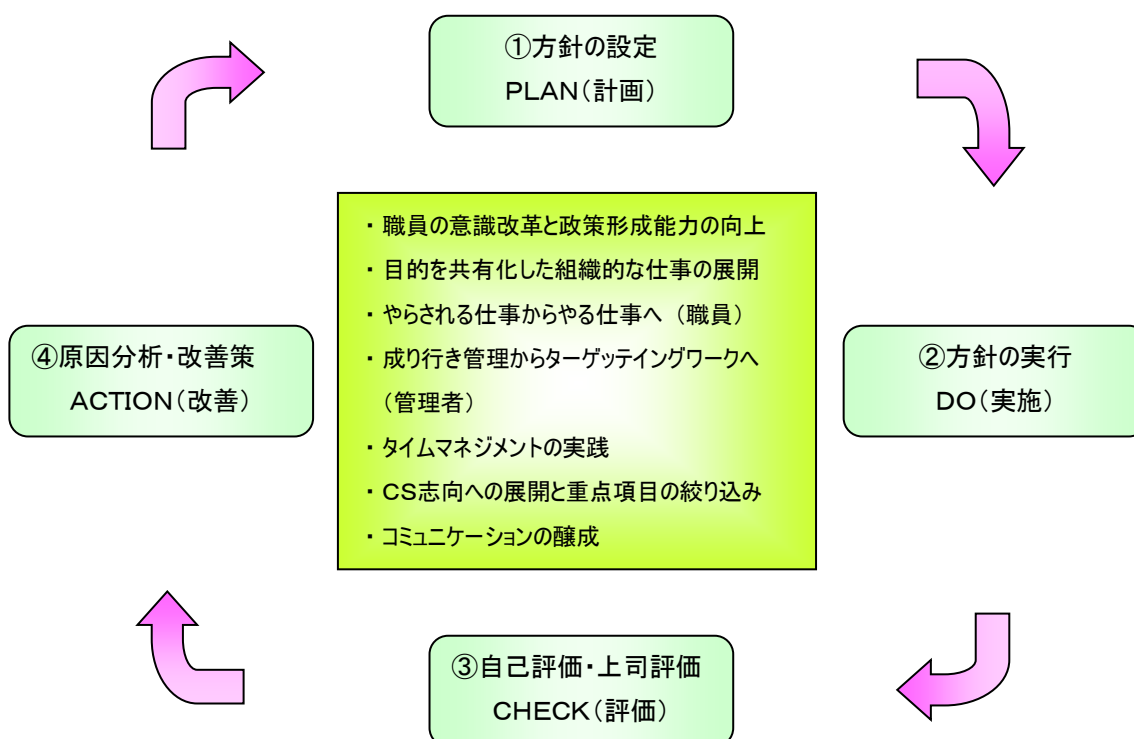 ①方針の設定
PLAN(計画)
・職員の意識改革と政策形成能力の向上
・目的を共有化した組織的な仕事の展開
・やらされる仕事からやる仕事へ（職員）
・成り行き管理からターゲッテイングワークへ
（管理者）
・タイムマネジメントの実践
・CS志向への展開と重点項目の絞り込み
・コミュニケーションの醸成
④原因分析・改善策
ACTION(改善)
②方針の実行
DO(実施)
③自己評価・上司評価
CHECK(評価)